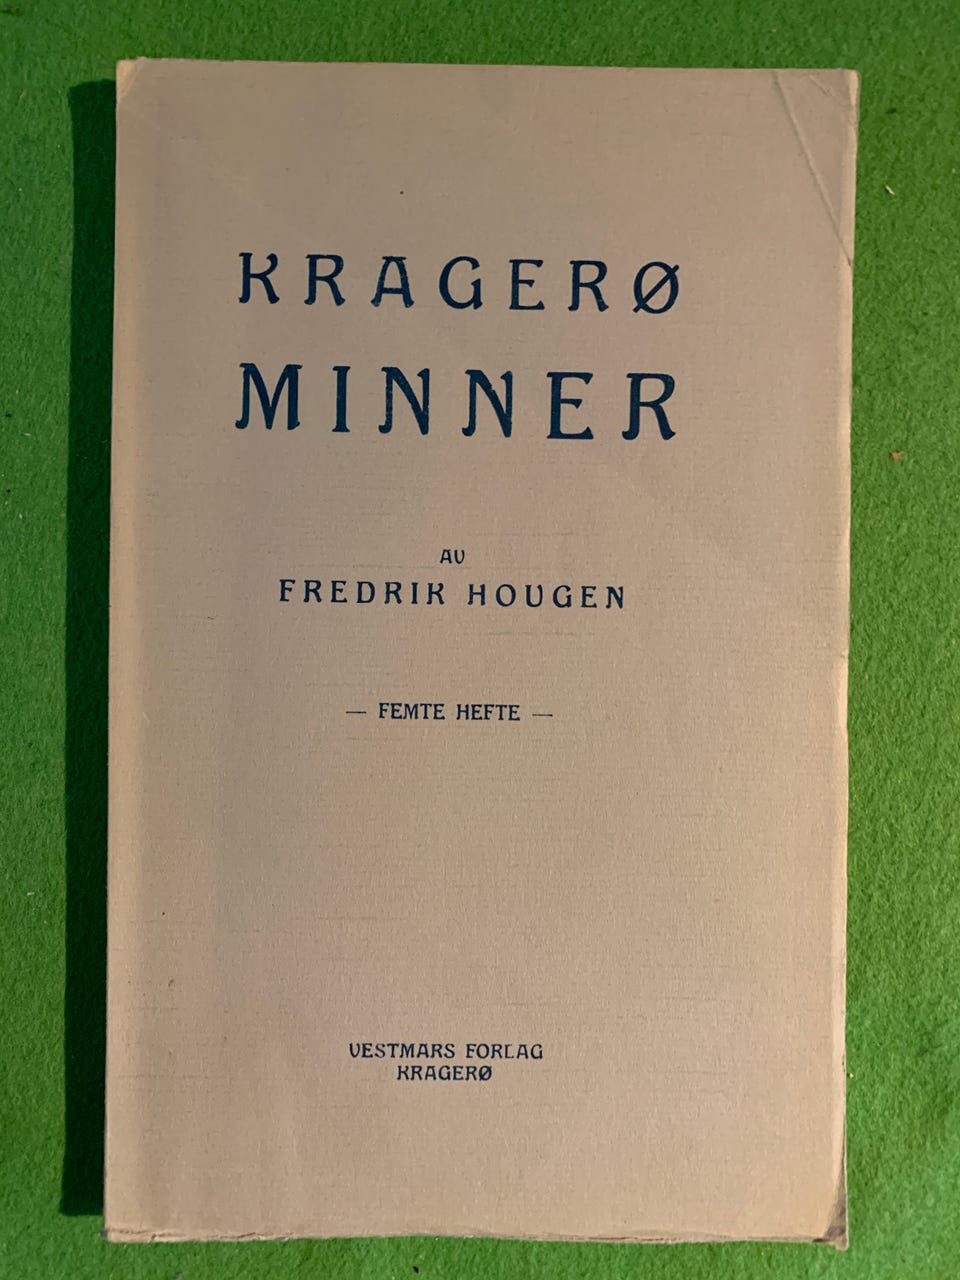 KRAGERØ
MINNER
AV
FREDRIK HOUGEN
— FEMTE HEFTE —
VESTMARS FORLAG
KRAGERØ